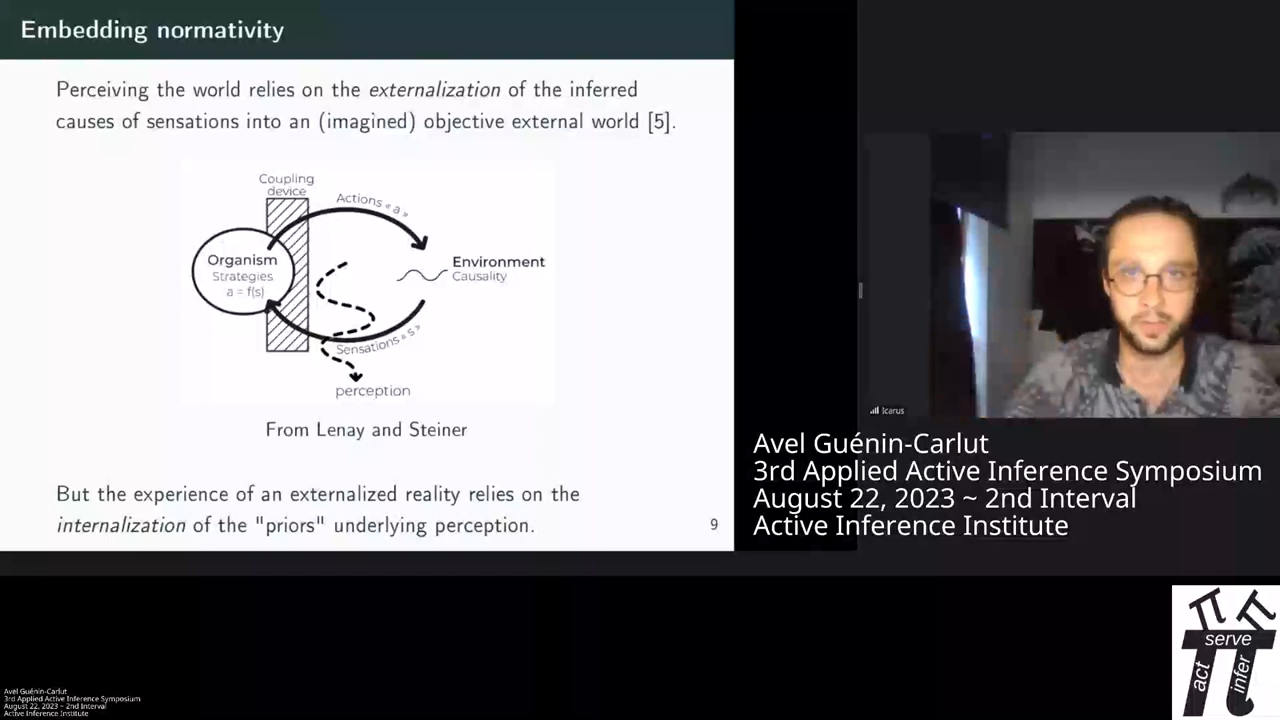 Embedding normativity
Perceiving the world relies on the externalization of the inferred
causes of sensations into an (imagined) objective external world [5].
Coupling
device
Actions « a »
Organism
Strategies
a = f(s)
Environment
Causality
Sensations « s »
perception
From Lenay and Steiner
But the experience of an externalized reality relies on the
internalization of the "priors" underlying perception.
9
Icarus
Avel Guénin-Carlut
3rd Applied Active Inference Symposium
August 22, 2023 ~ 2nd Interval
Active Inference Institute
serve
act
infer
Avel Guénin-Carlut
3rd Applied Active Inference Symposium
August 22, 2023 ~ 2nd Interval
Active Inference Institute